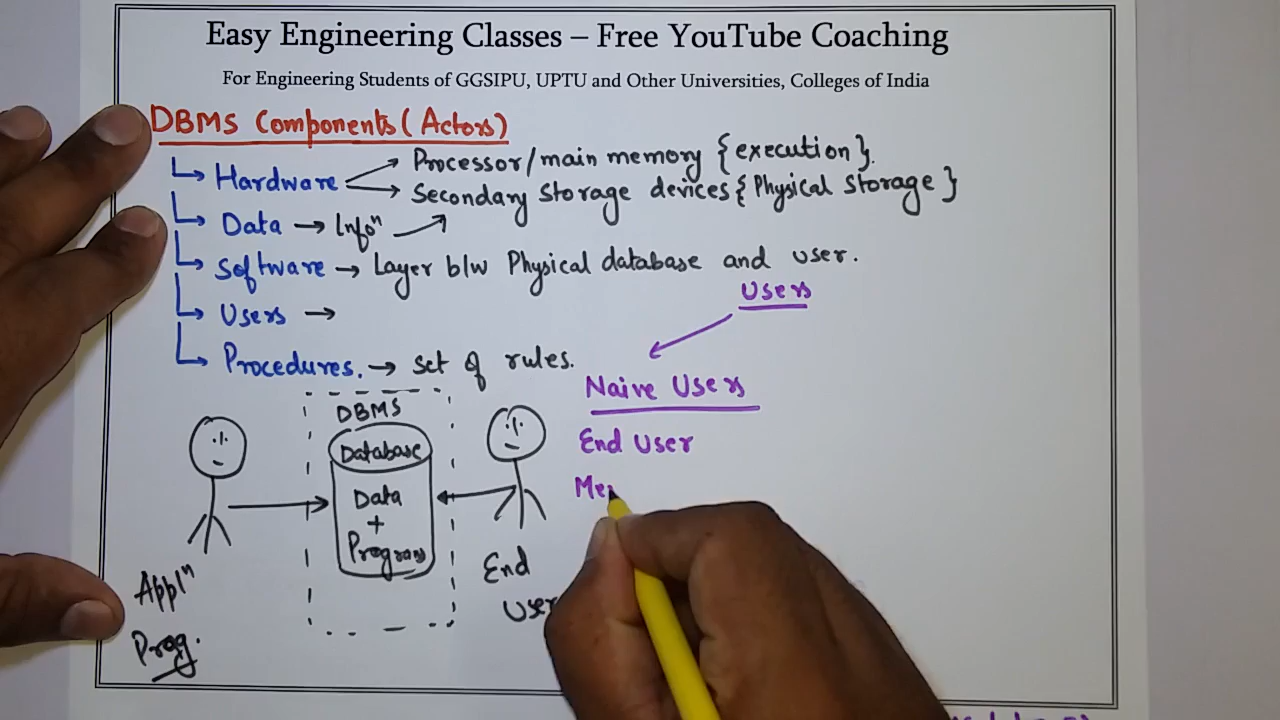 Easy Engineering Classes – Free YouTube Coaching
For Engineering Students of GGSIPU, UPTU and Other Universities, Colleges of India
DBMS Components (Actors)
Hardware → Processor/main memory {execution}.
→ Secondary Storage devices {Physical Storage}
Data → Infoⁿ
Software → Layer b/w Physical database and user.
Users →
Procedures. → set of rules.
Users
Naive Users
End User
Me
DBMS
Database
Data
+
Program
Applⁿ
Prog.
End
User